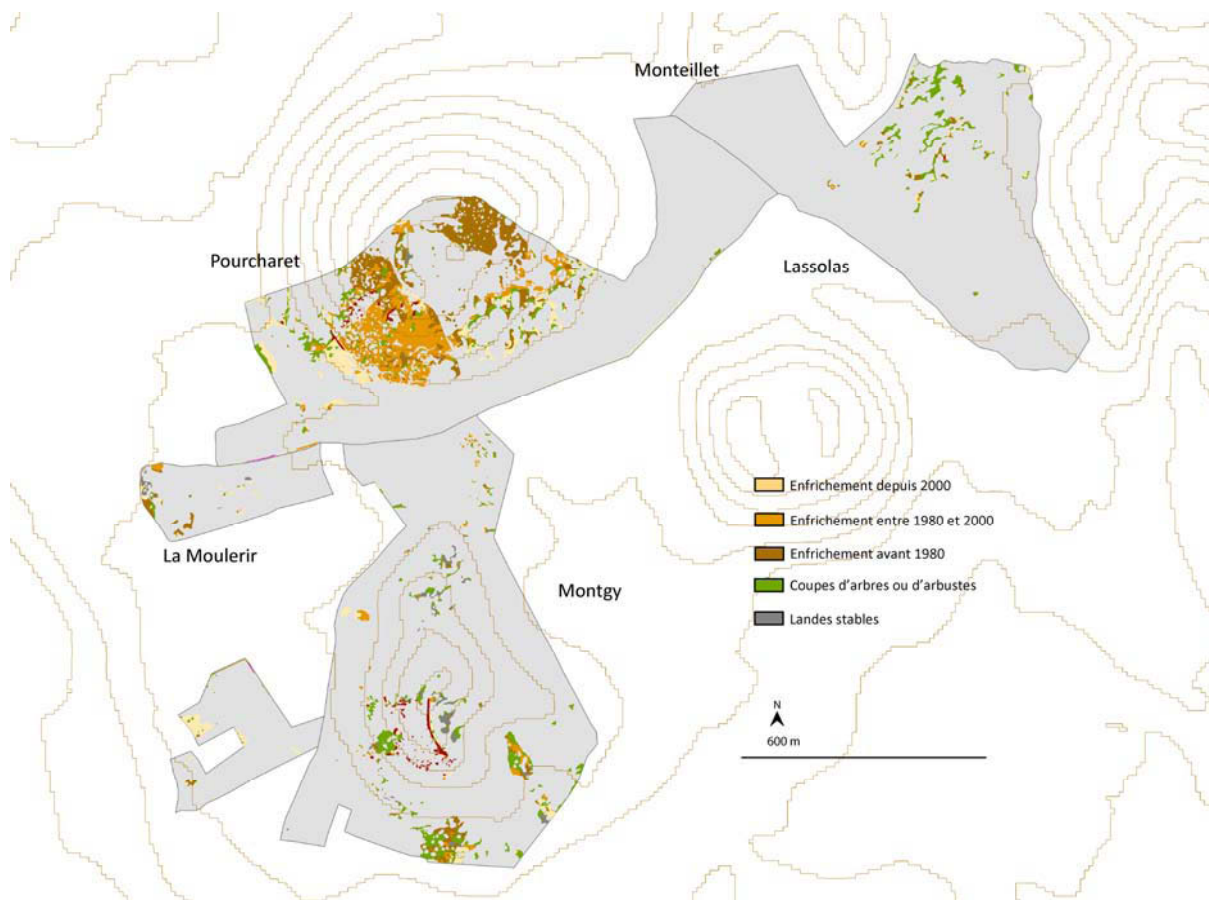 Monteillet
Pourcharet
Lassolas
Enfrichement depuis 2000
Enfrichement entre 1980 et 2000
Enfrichement avant 1980
Coupes d'arbres ou d'arbustes
Landes stables
La Moulerir
Montgy
N
600 m